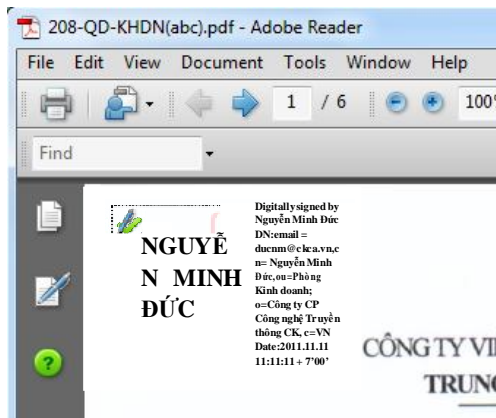 208-QD-KHDN(abc).pdf - Adobe Reader
File Edit View Document Tools Window Help
1 / 6 100%
Find
NGUYỄ
N MINH
ĐỨC
Digitally signed by
Nguyễn Minh Đức
DN:email =
ducnm@ckca.vn,c
n= Nguyễn Minh
Đức,ou=Phòng
Kinh doanh;
o=Công ty CP
Công nghệ Truyền
thông CK, c=VN
Date:2011.11.11
11:11:11 + 7'00'
CÔNG TY